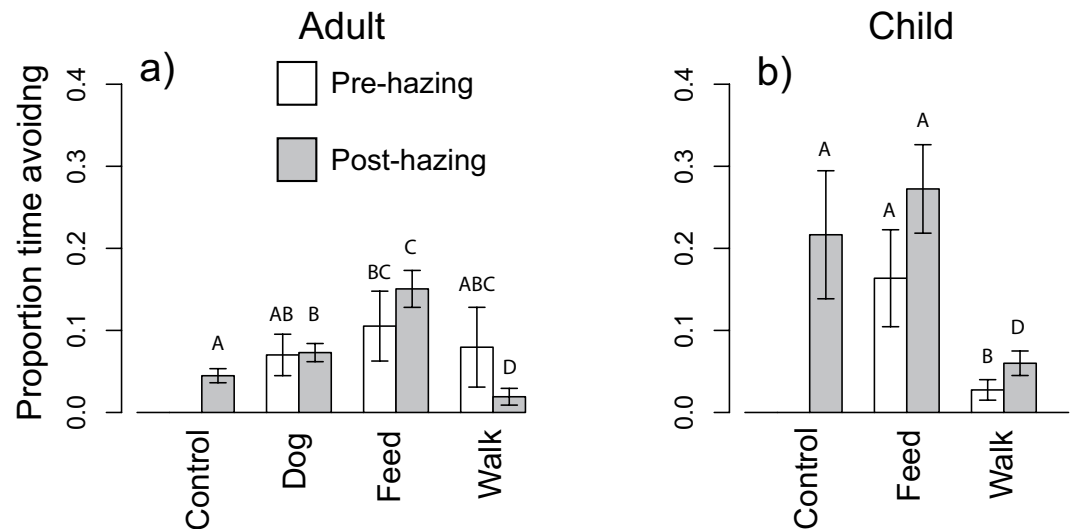 Adult
Child
a)
b)
Pre-hazing
Post-hazing
Proportion time avoidng
0.4
0.3
0.2
0.1
0.0
A
AB
B
BC
C
ABC
D
Control
Dog
Feed
Walk
0.4
0.3
0.2
0.1
0.0
A
A
A
B
D
Control
Feed
Walk